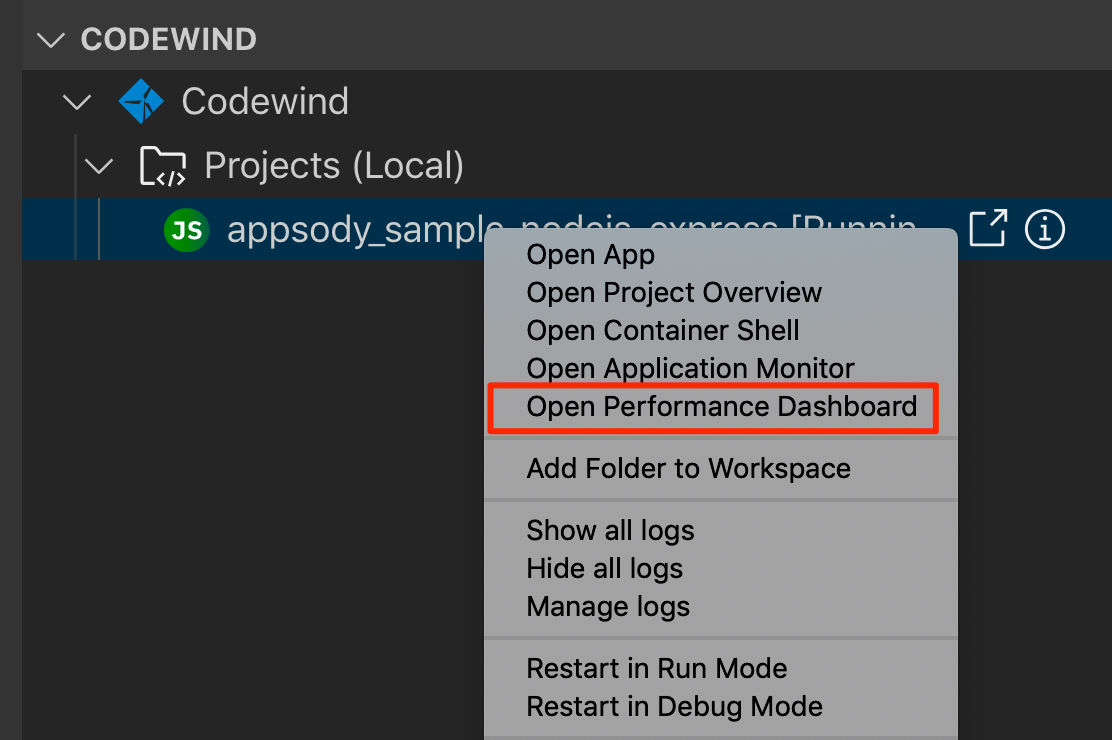 CODEWIND
Codewind
Projects (Local)
JS appsody_sample_nodejs_express [Runnin
Open App
Open Project Overview
Open Container Shell
Open Application Monitor
Open Performance Dashboard
Add Folder to Workspace
Show all logs
Hide all logs
Manage logs
Restart in Run Mode
Restart in Debug Mode